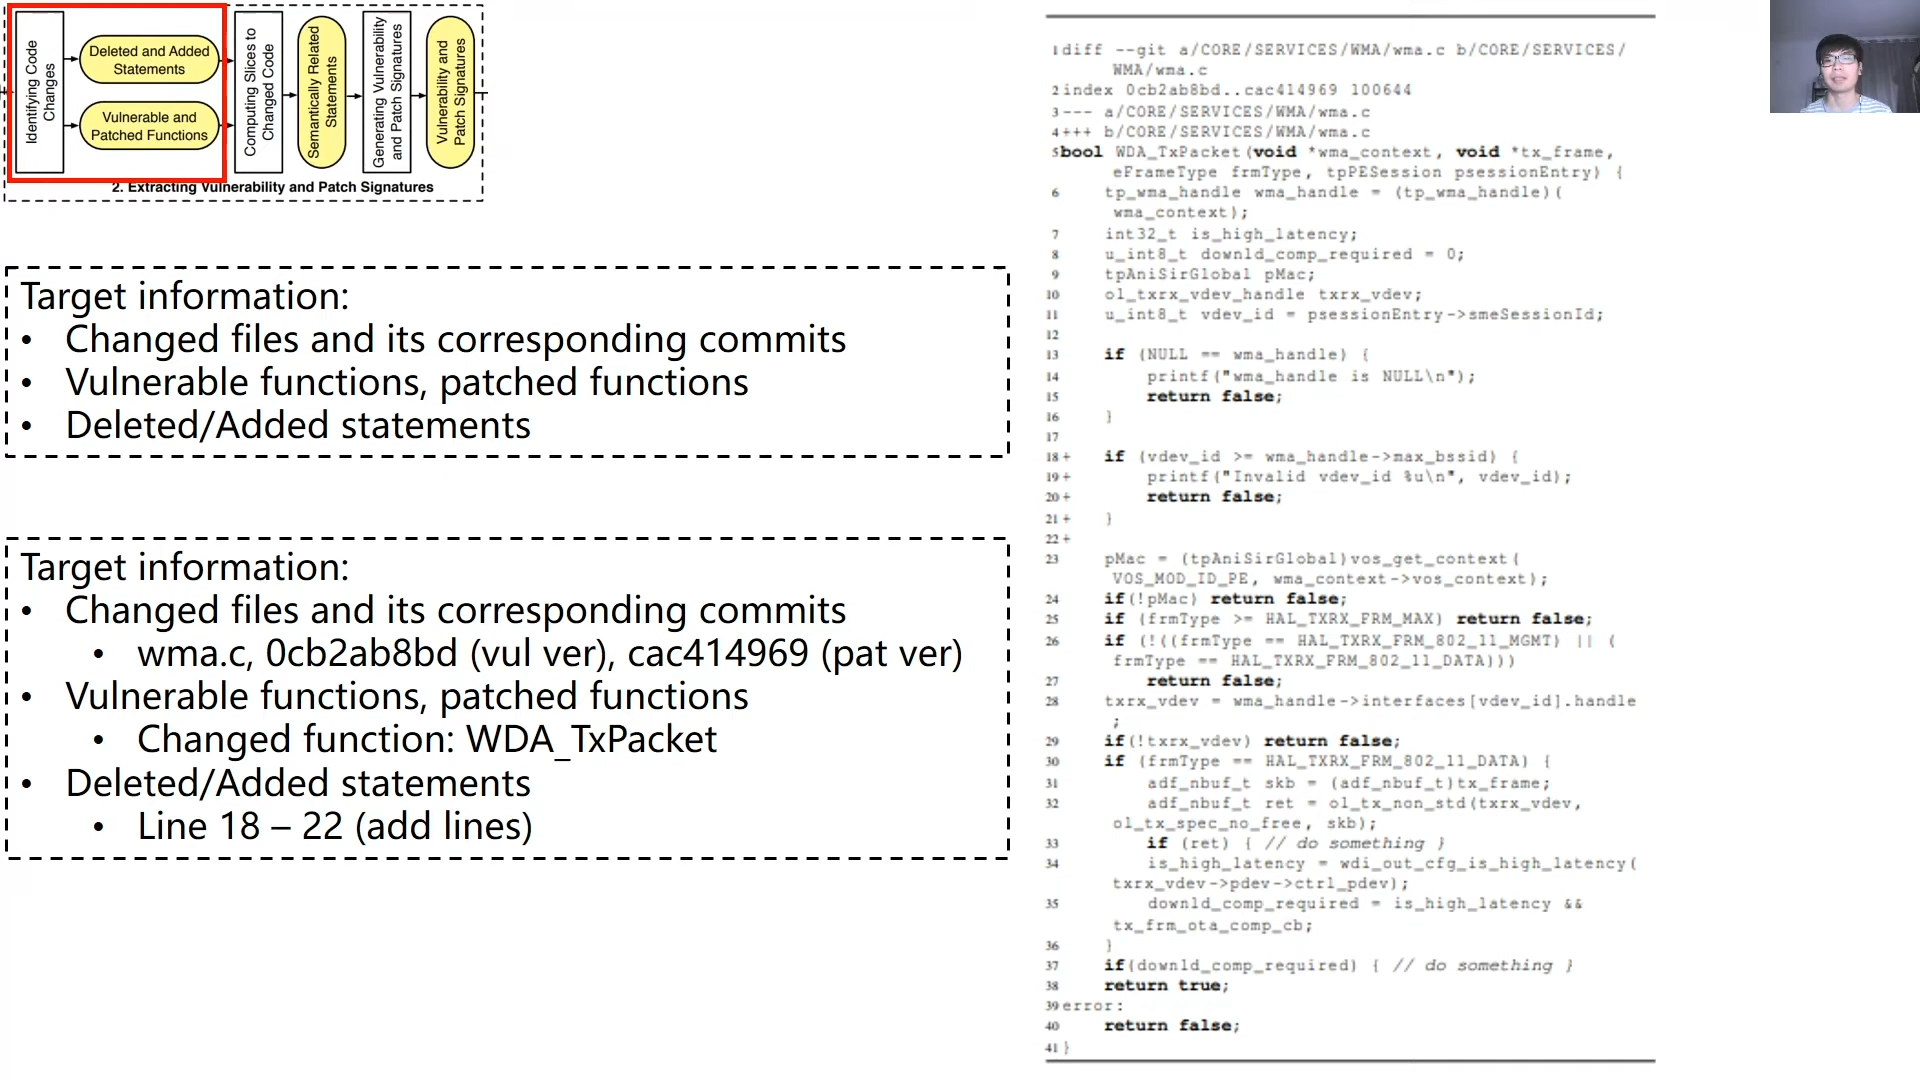 Identifying Code
Changes
Deleted and Added
Statements
Vulnerable and
Patched Functions
Computing Slices to
Changed Code
Semantically Related
Statements
Generating Vulnerability
and Patch Signatures
Vulnerability and
Patch Signatures
2. Extracting Vulnerability and Patch Signatures
Target information:
• Changed files and its corresponding commits
• Vulnerable functions, patched functions
• Deleted/Added statements
Target information:
• Changed files and its corresponding commits
• wma.c, 0cb2ab8bd (vul ver), cac414969 (pat ver)
• Vulnerable functions, patched functions
• Changed function: WDA_TxPacket
• Deleted/Added statements
• Line 18 – 22 (add lines)
1 diff --git a/CORE/SERVICES/WMA/wma.c b/CORE/SERVICES/
WMA/wma.c
2 index 0cb2ab8bd..cac414969 100644
3 --- a/CORE/SERVICES/WMA/wma.c
4 +++ b/CORE/SERVICES/WMA/wma.c
5 bool WDA_TxPacket(void *wma_context, void *tx_frame,
eFrameType frmType, tpPESession psessionEntry) {
6 tp_wma_handle wma_handle = (tp_wma_handle)(
wma_context);
7 int32_t is_high_latency;
8 u_int8_t downld_comp_required = 0;
9 tpAniSirGlobal pMac;
10 ol_txrx_vdev_handle txrx_vdev;
11 u_int8_t vdev_id = psessionEntry->smeSessionId;
12
13 if (NULL == wma_handle) {
14 printf("wma_handle is NULL\n");
15 return false;
16 }
17
18 + if (vdev_id >= wma_handle->max_bssid) {
19 + printf("Invalid vdev_id %u\n", vdev_id);
20 + return false;
21 + }
22 +
23 pMac = (tpAniSirGlobal)vos_get_context(
VOS_MOD_ID_PE, wma_context->vos_context);
24 if(!pMac) return false;
25 if (frmType >= HAL_TXRX_FRM_MAX) return false;
26 if (!((frmType == HAL_TXRX_FRM_802_11_MGMT) || (
frmType == HAL_TXRX_FRM_802_11_DATA)))
27 return false;
28 txrx_vdev = wma_handle->interfaces[vdev_id].handle
;
29 if(!txrx_vdev) return false;
30 if (frmType == HAL_TXRX_FRM_802_11_DATA) {
31 adf_nbuf_t skb = (adf_nbuf_t)tx_frame;
32 adf_nbuf_t ret = ol_tx_non_std(txrx_vdev,
ol_tx_spec_no_free, skb);
33 if (ret) { // do something }
34 is_high_latency = wdi_out_cfg_is_high_latency(
txrx_vdev->pdev->ctrl_pdev);
35 downld_comp_required = is_high_latency &&
tx_frm_ota_comp_cb;
36 }
37 if(downld_comp_required) { // do something }
38 return true;
39 error:
40 return false;
41 }